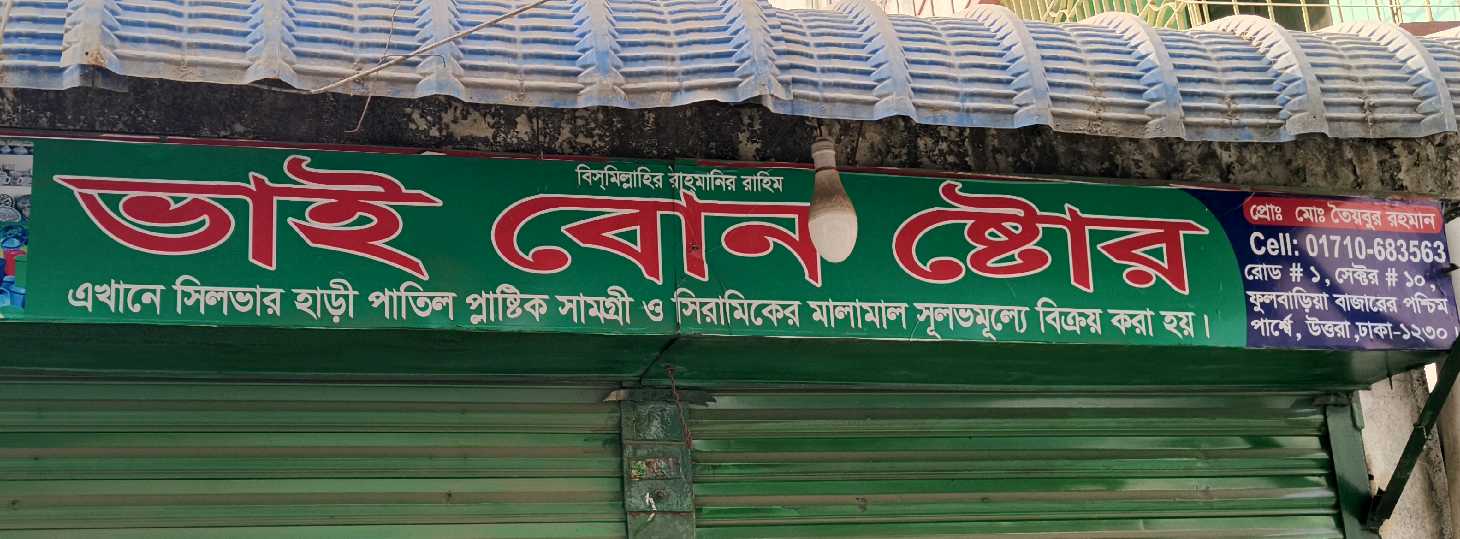 বিস্‌মিল্লাহির রাহমানির রাহিম
ভাই বোন ষ্টোর
এখানে সিলভার হাড়ী পাতিল প্লাষ্টিক সামগ্রী ও সিরামিকের মালামাল সূলভমূল্যে বিক্রয় করা হয়।
প্রোঃ মোঃ তৈয়বুর রহমান
Cell: 01710-683563
রোড # ১, সেক্টর # ১০,
ফুলবাড়িয়া বাজারের পশ্চিম
পার্শ্বে, উত্তরা ,ঢাকা-১২৩০।